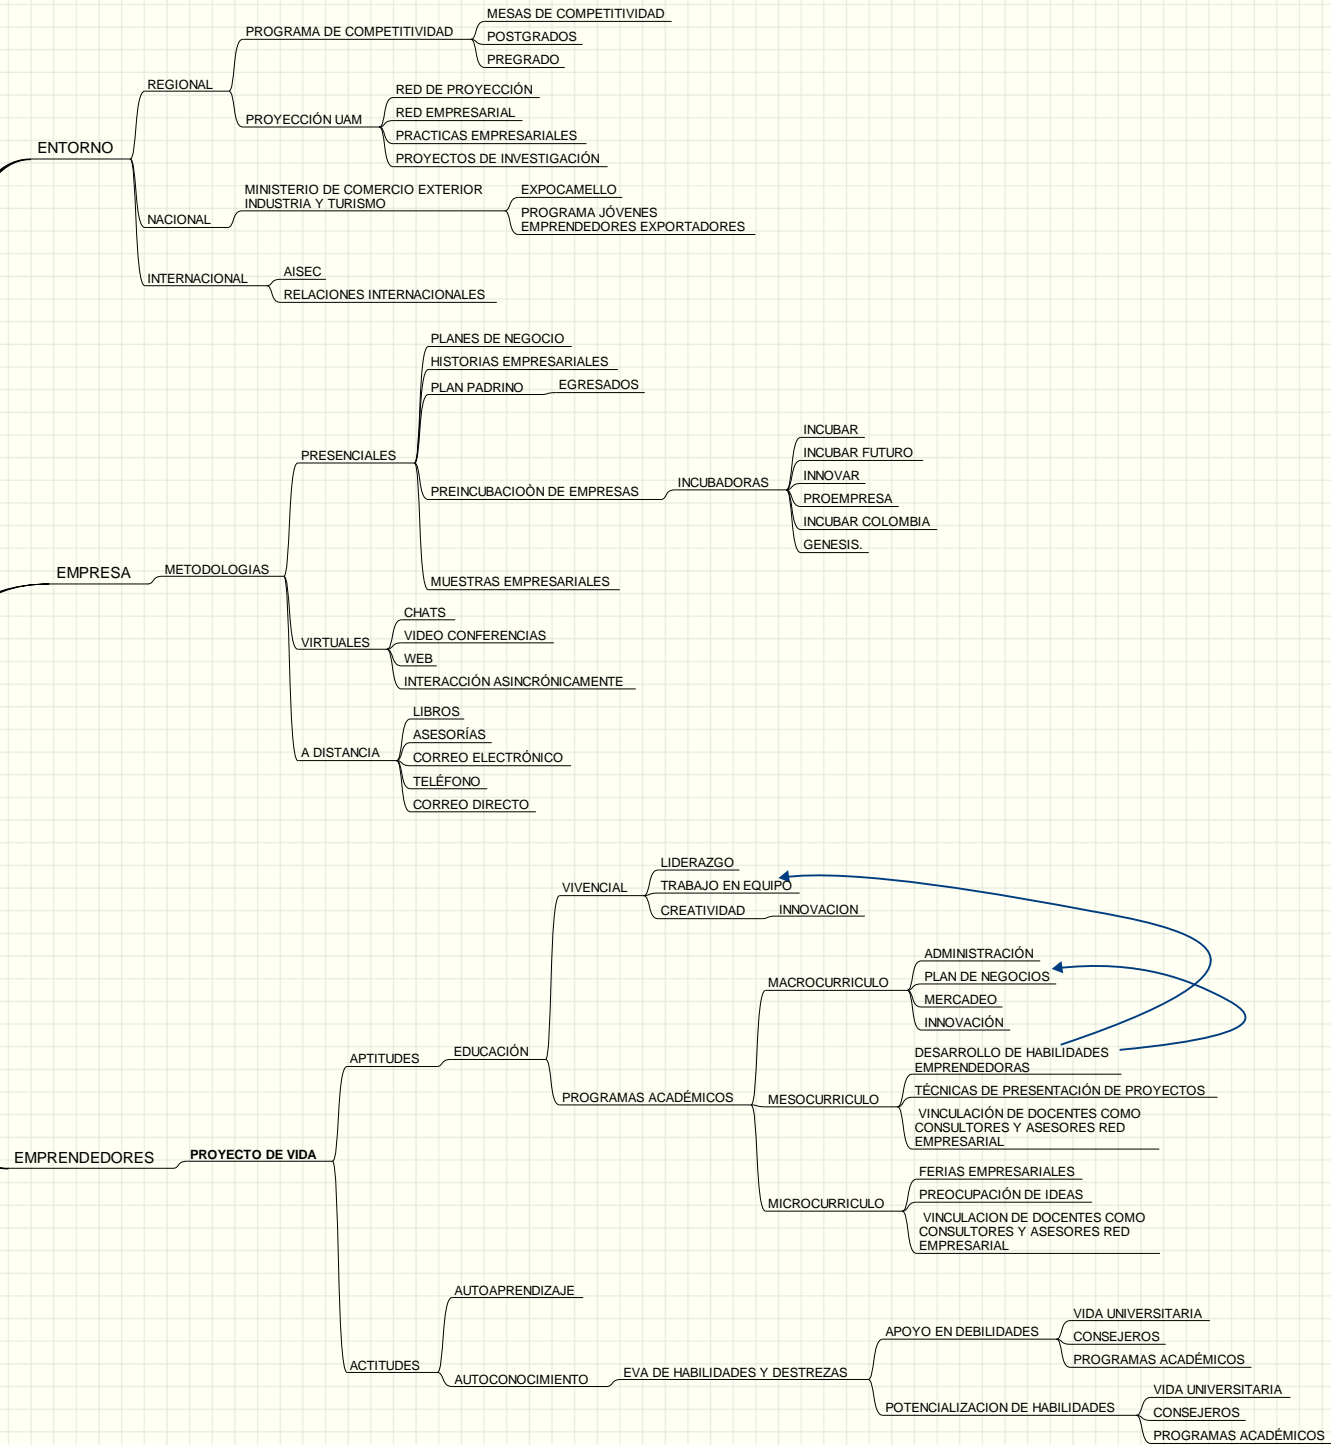 ENTORNO
REGIONAL
PROGRAMA DE COMPETITIVIDAD
MESAS DE COMPETITIVIDAD
POSTGRADOS
PREGRADO
PROYECCIÓN UAM
RED DE PROYECCIÓN
RED EMPRESARIAL
PRACTICAS EMPRESARIALES
PROYECTOS DE INVESTIGACIÓN
NACIONAL
MINISTERIO DE COMERCIO EXTERIOR
INDUSTRIA Y TURISMO
EXPOCAMELLO
PROGRAMA JÓVENES
EMPRENDEDORES EXPORTADORES
INTERNACIONAL
AISEC
RELACIONES INTERNACIONALES
EMPRESA
METODOLOGIAS
PRESENCIALES
PLANES DE NEGOCIO
HISTORIAS EMPRESARIALES
PLAN PADRINO
EGRESADOS
PREINCUBACIOÒN DE EMPRESAS
INCUBADORAS
INCUBAR
INCUBAR FUTURO
INNOVAR
PROEMPRESA
INCUBAR COLOMBIA
GENESIS.
MUESTRAS EMPRESARIALES
VIRTUALES
CHATS
VIDEO CONFERENCIAS
WEB
INTERACCIÓN ASINCRÓNICAMENTE
A DISTANCIA
LIBROS
ASESORÍAS
CORREO ELECTRÓNICO
TELÉFONO
CORREO DIRECTO
EMPRENDEDORES
PROYECTO DE VIDA
APTITUDES
EDUCACIÓN
VIVENCIAL
LIDERAZGO
TRABAJO EN EQUIPO
CREATIVIDAD
INNOVACION
PROGRAMAS ACADÉMICOS
MACROCURRICULO
ADMINISTRACIÓN
PLAN DE NEGOCIOS
MERCADEO
INNOVACIÓN
MESOCURRICULO
DESARROLLO DE HABILIDADES
EMPRENDEDORAS
TÉCNICAS DE PRESENTACIÓN DE PROYECTOS
VINCULACIÓN DE DOCENTES COMO
CONSULTORES Y ASESORES RED
EMPRESARIAL
MICROCURRICULO
FERIAS EMPRESARIALES
PREOCUPACIÓN DE IDEAS
VINCULACION DE DOCENTES COMO
CONSULTORES Y ASESORES RED
EMPRESARIAL
ACTITUDES
AUTOAPRENDIZAJE
AUTOCONOCIMIENTO
EVA DE HABILIDADES Y DESTREZAS
APOYO EN DEBILIDADES
VIDA UNIVERSITARIA
CONSEJEROS
PROGRAMAS ACADÉMICOS
POTENCIALIZACION DE HABILIDADES
VIDA UNIVERSITARIA
CONSEJEROS
PROGRAMAS ACADÉMICOS